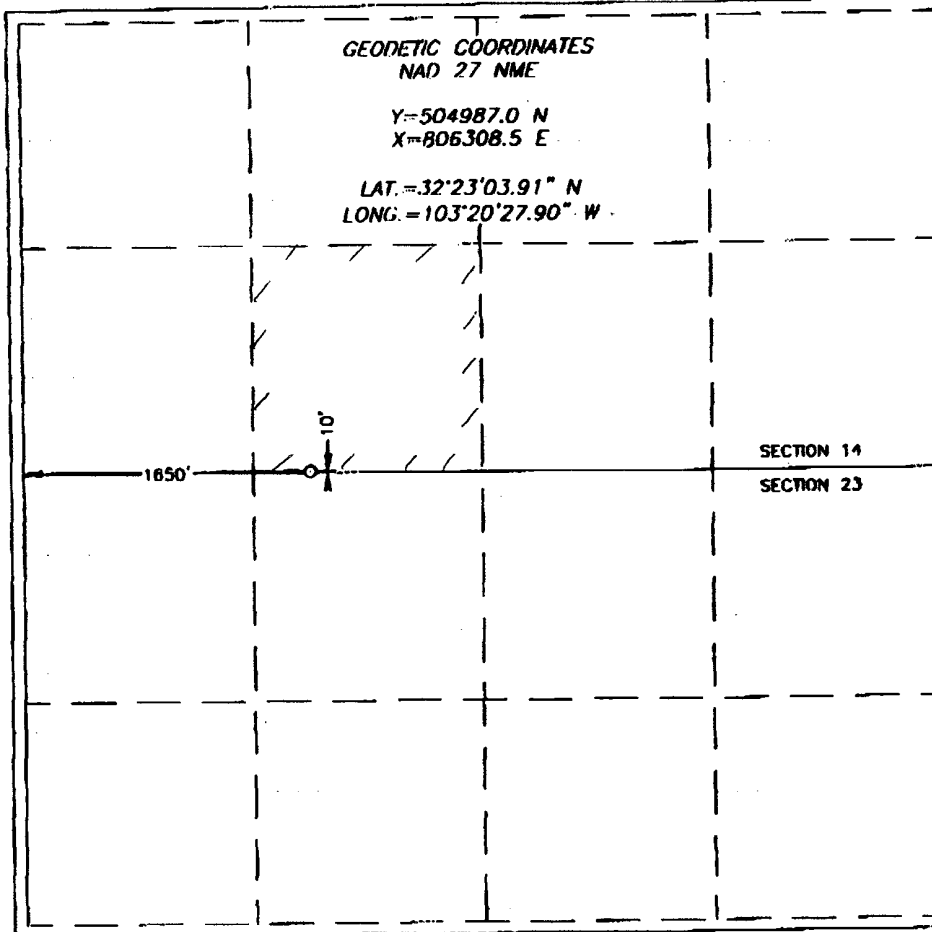 GEODETIC COORDINATES
NAD 27 NME
Y=504987.0 N
X=806308.5 E
LAT.=32°23'03.91" N
LONG.=103°20'27.90" W
10'
1650'
SECTION 14
SECTION 23